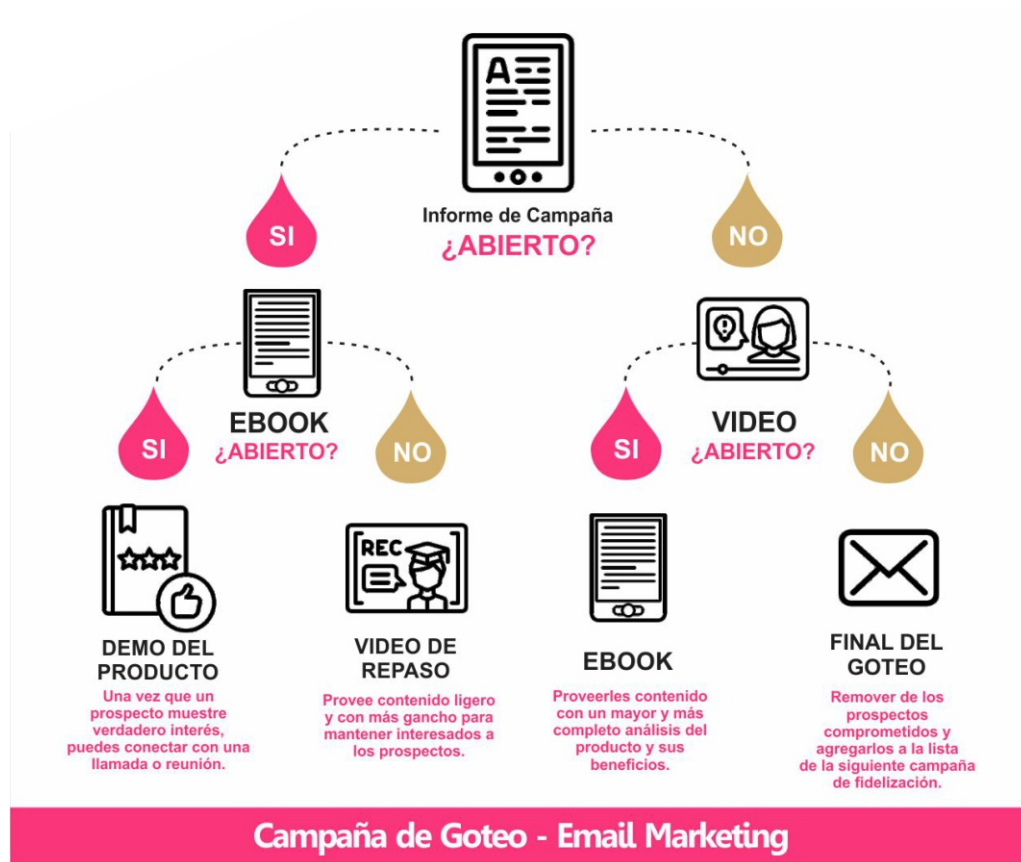 A
Informe de Campaña
¿ABIERTO?
SI
NO
EBOOK
¿ABIERTO?
SI
NO
VIDEO
¿ABIERTO?
SI
NO
DEMO DEL
PRODUCTO
Una vez que un
prospecto muestre
verdadero interés,
puedes conectar con una
llamada o reunión.
REC
VIDEO DE
REPASO
Provee contenido ligero
y con más gancho para
mantener interesados a
los prospectos.
EBOOK
Proveerles contenido
con un mayor y más
completo análisis del
producto y sus
beneficios.
FINAL DEL
GOTEO
Remover de los
prospectos
comprometidos y
agregarlos a la lista
de la siguiente campaña
de fidelización.
Campaña de Goteo - Email Marketing